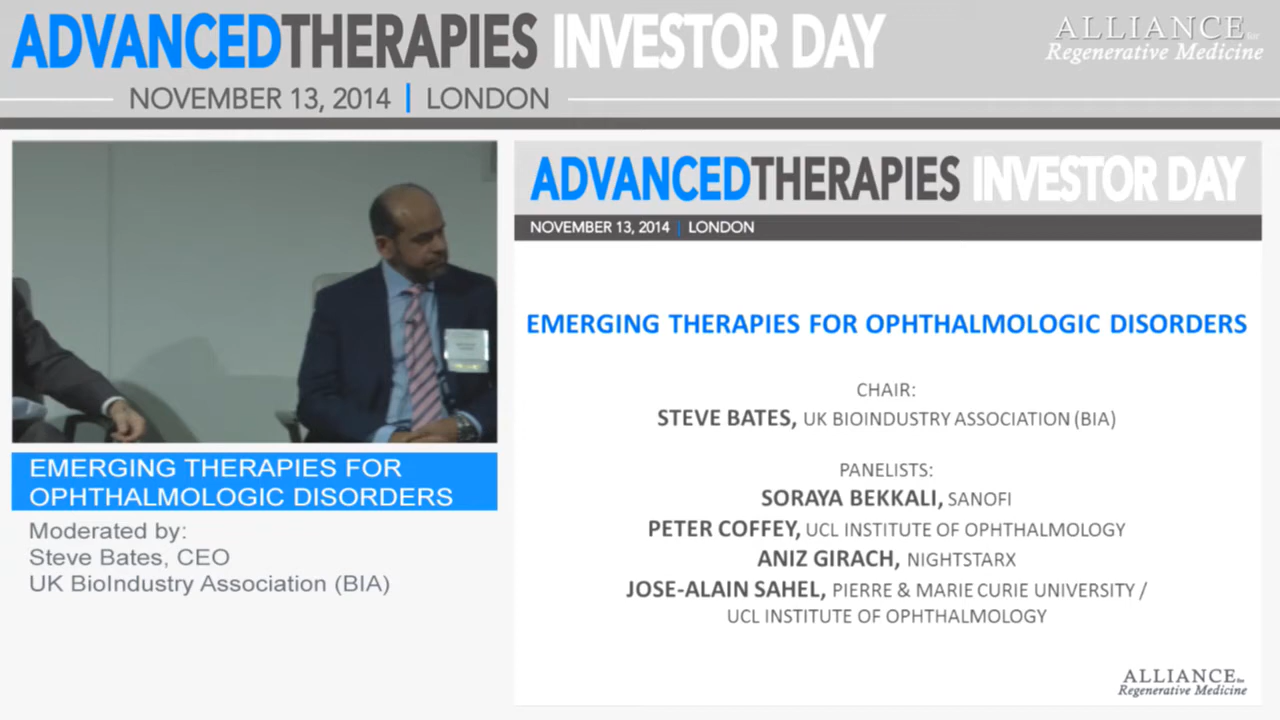 ADVANCEDTHERAPIES INVESTOR DAY
ALLIANCE for
Regenerative Medicine
NOVEMBER 13, 2014 | LONDON
EMERGING THERAPIES FOR
OPHTHALMOLOGIC DISORDERS
Moderated by:
Steve Bates, CEO
UK BioIndustry Association (BIA)
ADVANCEDTHERAPIES INVESTOR DAY
NOVEMBER 13, 2014 | LONDON
EMERGING THERAPIES FOR OPHTHALMOLOGIC DISORDERS
CHAIR:
STEVE BATES, UK BIOINDUSTRY ASSOCIATION (BIA)
PANELISTS:
SORAYA BEKKALI, SANOFI
PETER COFFEY, UCL INSTITUTE OF OPHTHALMOLOGY
ANIZ GIRACH, NIGHTSTARX
JOSE-ALAIN SAHEL, PIERRE & MARIE CURIE UNIVERSITY /
UCL INSTITUTE OF OPHTHALMOLOGY
ALLIANCE for
Regenerative Medicine